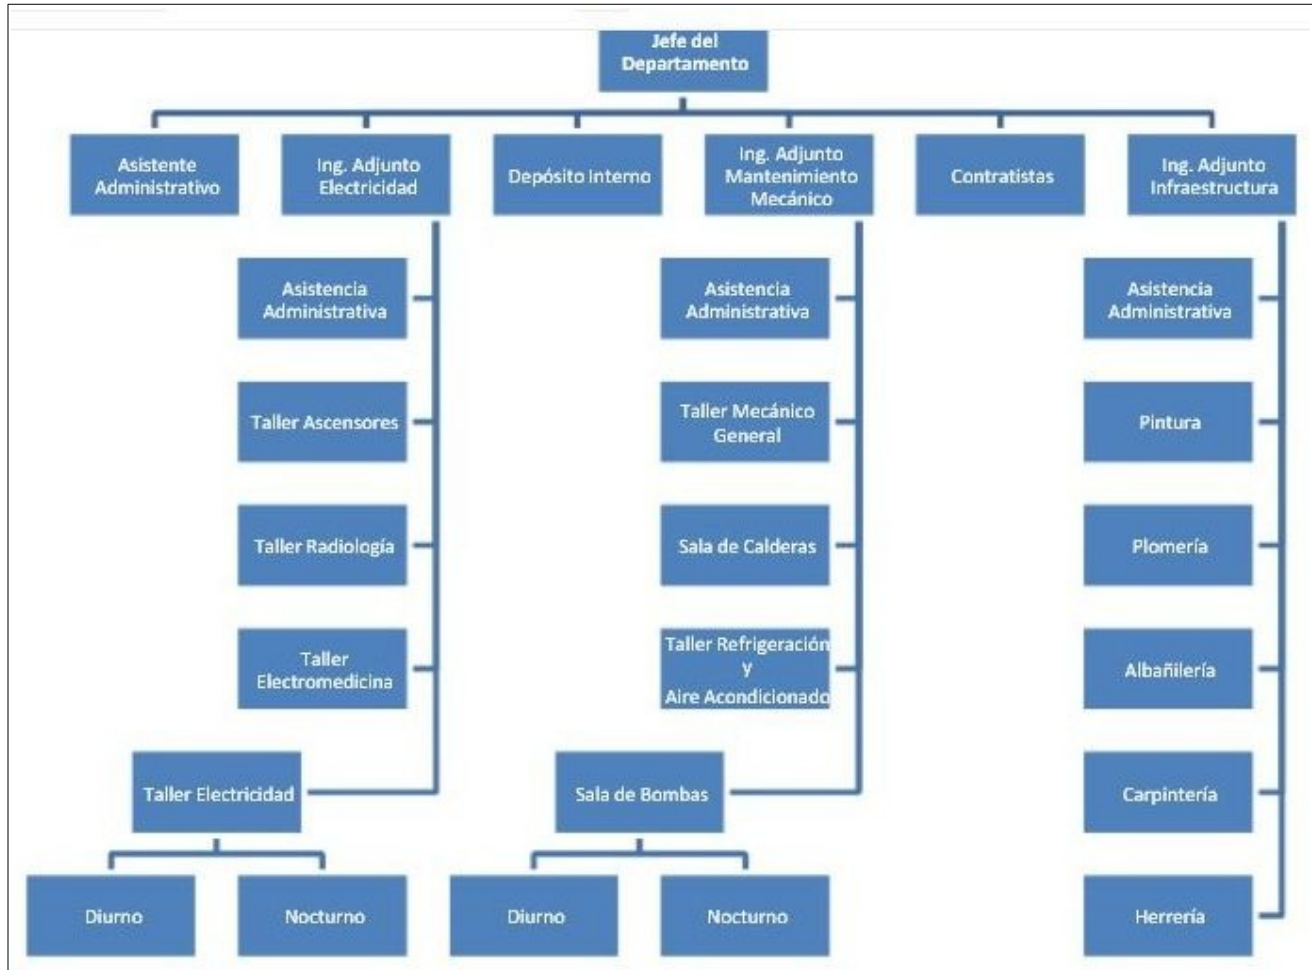 Jefe del
Departamento
Asistente
Administrativo
Ing. Adjunto
Electricidad
Depósito Interno
Ing. Adjunto
Mantenimiento
Mecánico
Contratistas
Ing. Adjunto
Infraestructura
Asistencia
Administrativa
Asistencia
Administrativa
Asistencia
Administrativa
Taller Ascensores
Taller Mecánico
General
Pintura
Taller Radiología
Sala de Calderas
Plomería
Taller
Electromedicina
Taller Refrigeración
y
Aire Acondicionado
Albañilería
Taller Electricidad
Sala de Bombas
Carpintería
Diurno
Nocturno
Diurno
Nocturno
Herrería